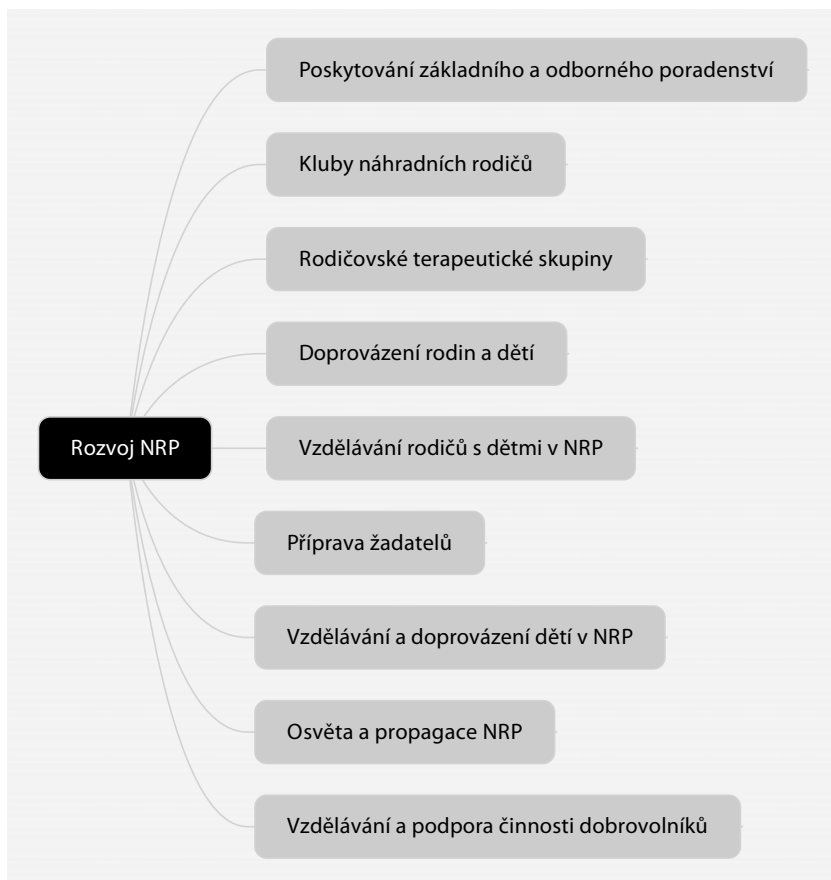 Poskytování základního a odborného poradenství
Kluby náhradních rodičů
Rodičovské terapeutické skupiny
Doprovázení rodin a dětí
Rozvoj NRP
Vzdělávání rodičů s dětmi v NRP
Příprava žadatelů
Vzdělávání a doprovázení dětí v NRP
Osvěta a propagace NRP
Vzdělávání a podpora činnosti dobrovolníků